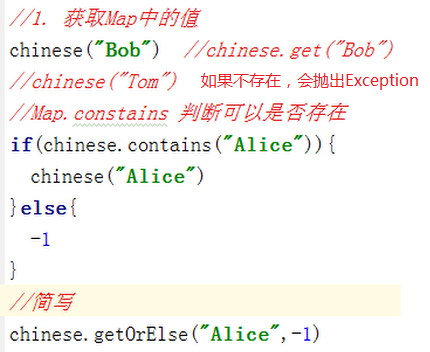 //1. 获取Map中的值
chinese("Bob")  //chinese.get("Bob")
//chinese("Tom")  如果不存在，会抛出Exception
//Map.constains 判断可以是否存在
if(chinese.contains("Alice")){
  chinese("Alice")
}else{
  -1
}
//简写
chinese.getOrElse("Alice",-1)